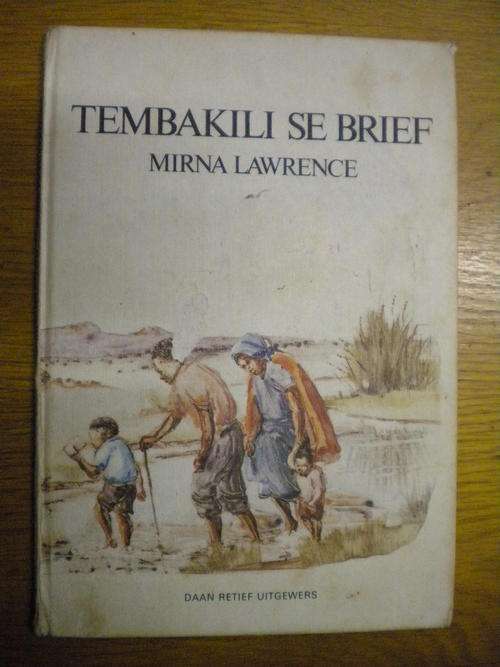 TEMBAKILI SE BRIEF
MIRNA LAWRENCE
DAAN RETIEF UITGEWERS